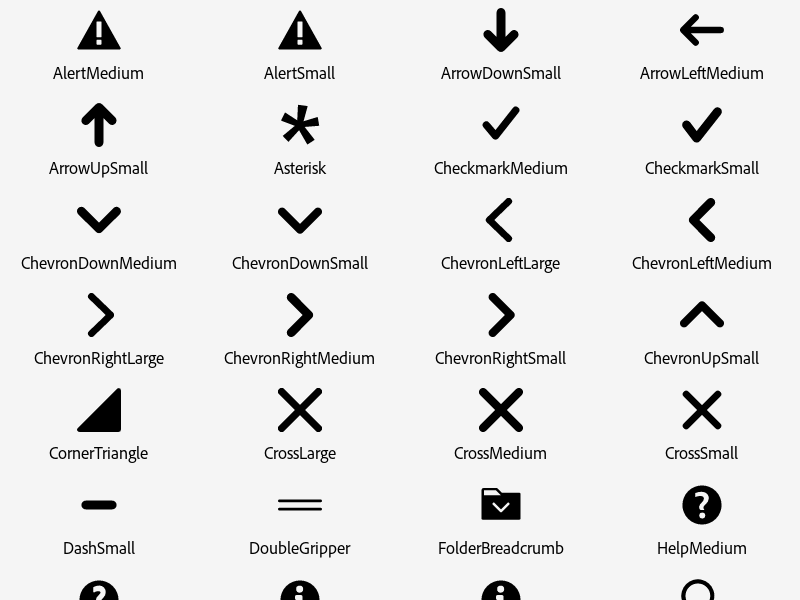 AlertMedium AlertSmall ArrowDownSmall ArrowLeftMedium
ArrowUpSmall Asterisk CheckmarkMedium CheckmarkSmall
ChevronDownMedium ChevronDownSmall ChevronLeftLarge ChevronLeftMedium
ChevronRightLarge ChevronRightMedium ChevronRightSmall ChevronUpSmall
CornerTriangle CrossLarge CrossMedium CrossSmall
DashSmall DoubleGripper FolderBreadcrumb HelpMedium